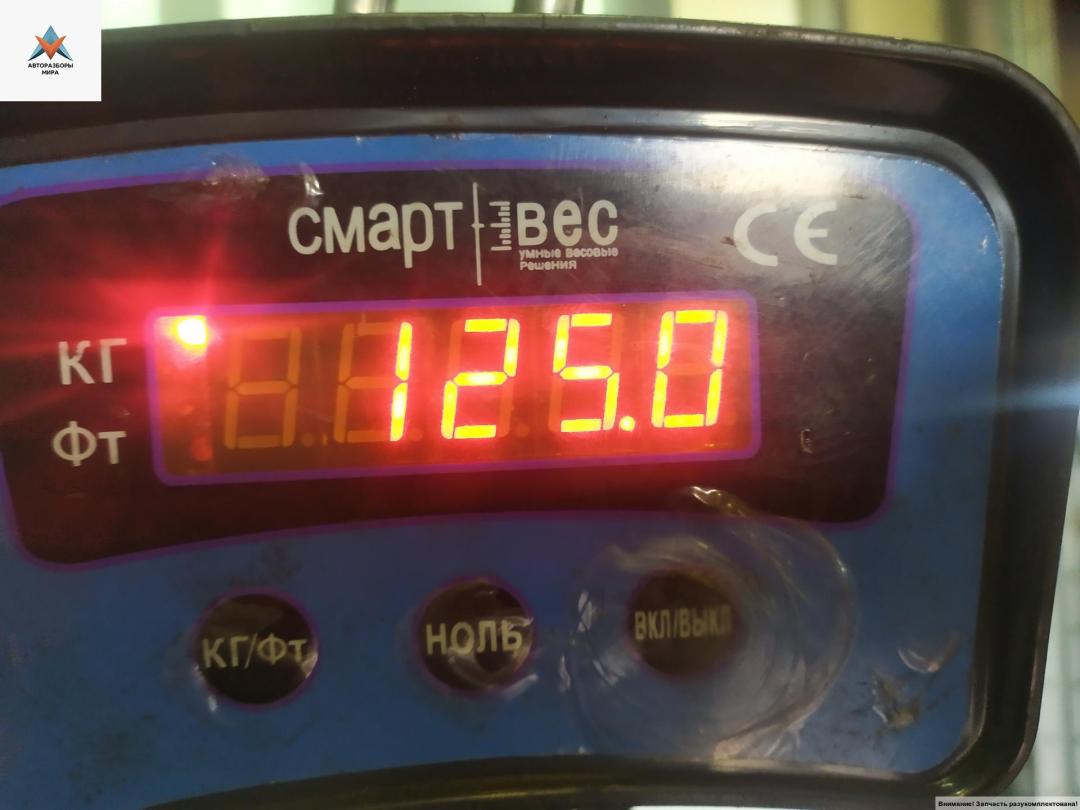 АВТОРАЗБОРЫ
МИРА
смарт вес
умные весовые
решения
CE
КГ
Фт
125.0
КГ/Фт
НОЛЬ
ВКЛ/ВЫКЛ
Внимание! Запчасть разукомплектована!